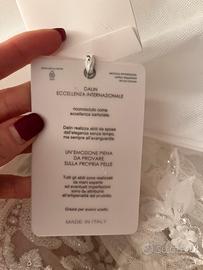 DALIN
ECCELLENZA INTERNAZIONALE
riconosciuto come
eccellenza sartoriale.
Dalin realizza abiti da sposa
dall'eleganza senza tempo,
ma sempre all'avanguardia.
UN'EMOZIONE PIENA
DA PROVARE
SULLA PROPRIA PELLE
Tutti gli abiti sono realizzati
da mani esperte
ed eventuali imperfezioni
sono da attribuirsi
all'artigianalità del prodotto.
Grazie per averci scelto.
MADE IN ITALY
subito